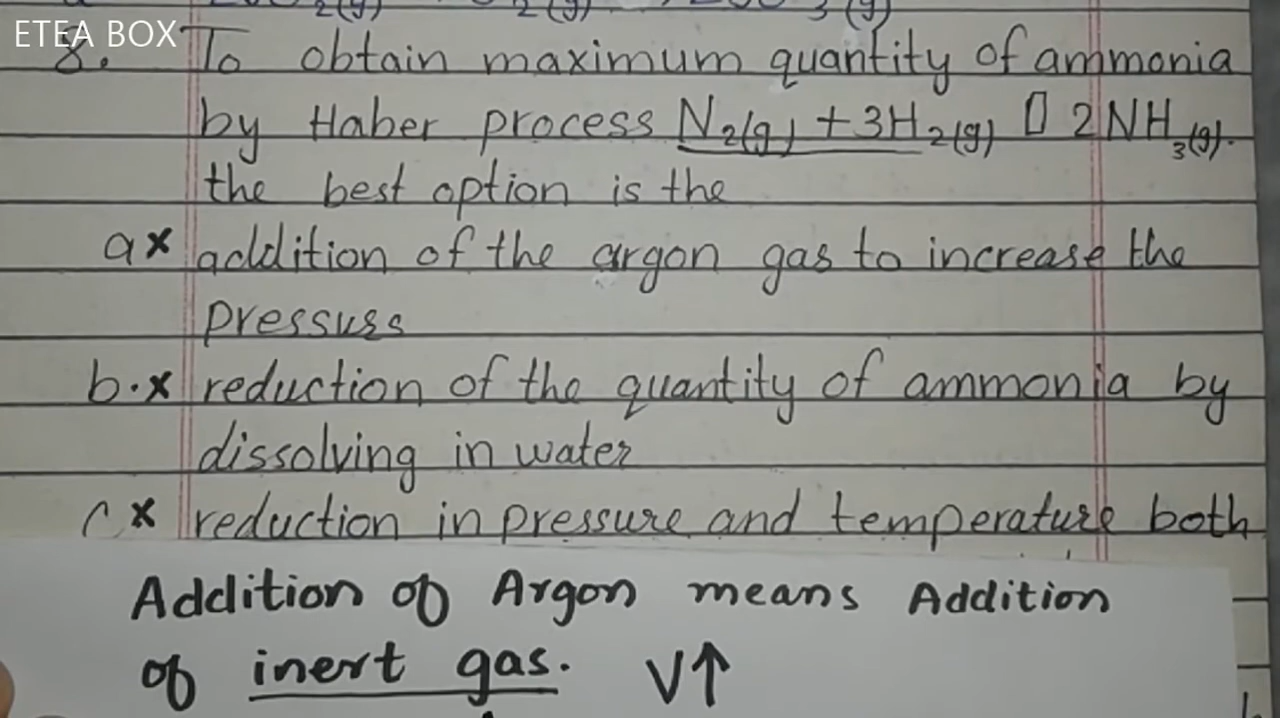 ETEA BOX
8. To obtain maximum quantity of ammonia
by Haber process N2(g) + 3H2(g) ▯ 2NH3(g).
the best option is the
a× addition of the argon gas to increase the
pressuss
b.× reduction of the quantity of ammonia by
dissolving in water
c × reduction in pressure and temperature both
Addition of Argon means Addition
of inert gas. V↑